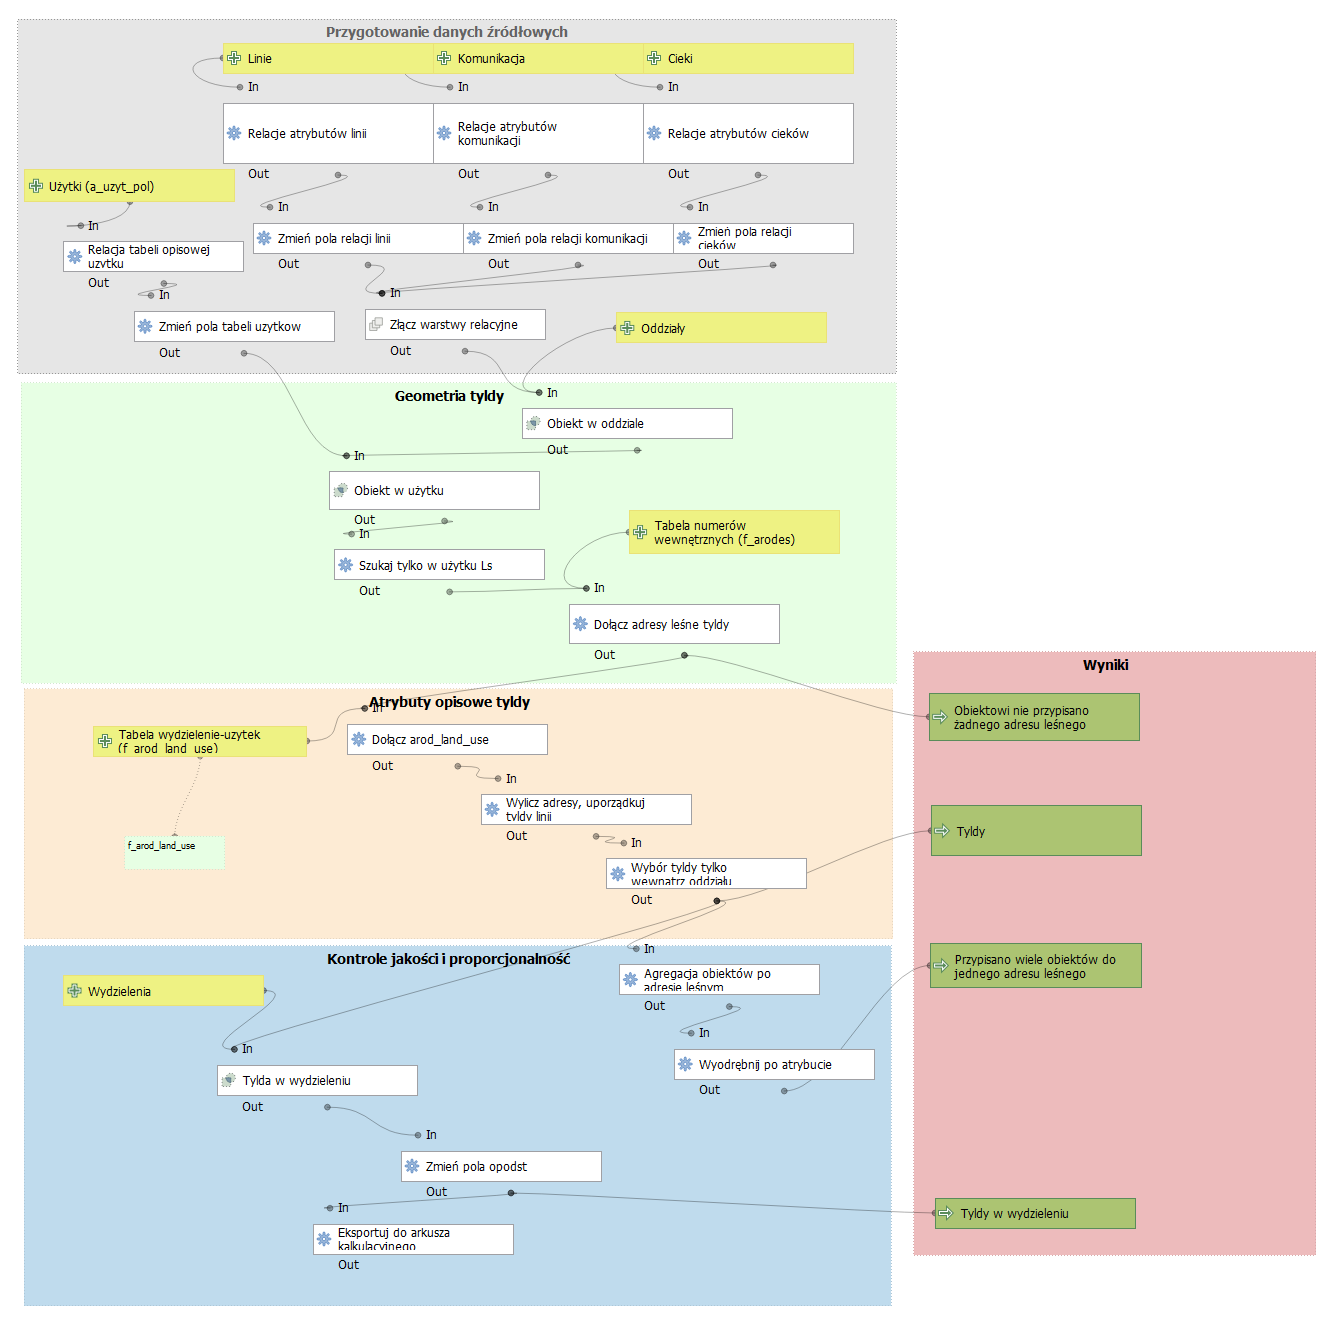 Przygotowanie danych źródłowych
Linie
Komunikacja
Cieki
In
In
In
Relacje atrybutów linii
Relacje atrybutów
komunikacji
Relacje atrybutów cieków
Out
Out
Out
Użytki (a_uzyt_pol)
In
In
In
In
Zmień pola relacji linii
Zmień pola relacji komunikacji
Zmień pola relacji
cieków
Relacja tabeli opisowej
uzytku
Out
Out
Out
Out
In
In
Zmień pola tabeli uzytkow
Złącz warstwy relacyjne
Oddziały
Out
Out
Geometria tyldy
In
Obiekt w oddziale
Out
In
Obiekt w użytku
Out
In
Tabela numerów
wewnętrznych (f_arodes)
Szukaj tylko w użytku Ls
Out
In
Dołącz adresy leśne tyldy
Out
Wyniki
Atrybuty opisowe tyldy
In
Obiektowi nie przypisano
żadnego adresu leśnego
Tabela wydzielenie-uzytek
(f_arod_land_use)
Dołącz arod_land_use
Out
In
Wylicz adresy, uporządkuj
tyldy linii
Out
In
Tyldy
f_arod_land_use
Wybór tyldy tylko
wewnątrz oddziału
Out
Kontrole jakości i proporcjonalność
In
Przypisano wiele obiektów do
jednego adresu leśnego
Agregacja obiektów po
adresie leśnym
Out
Wydzielenia
In
In
Wyodrębnij po atrybucie
Out
Tylda w wydzieleniu
Out
In
Zmień pola opodst
Out
In
Tyldy w wydzieleniu
Eksportuj do arkusza
kalkulacyjnego
Out